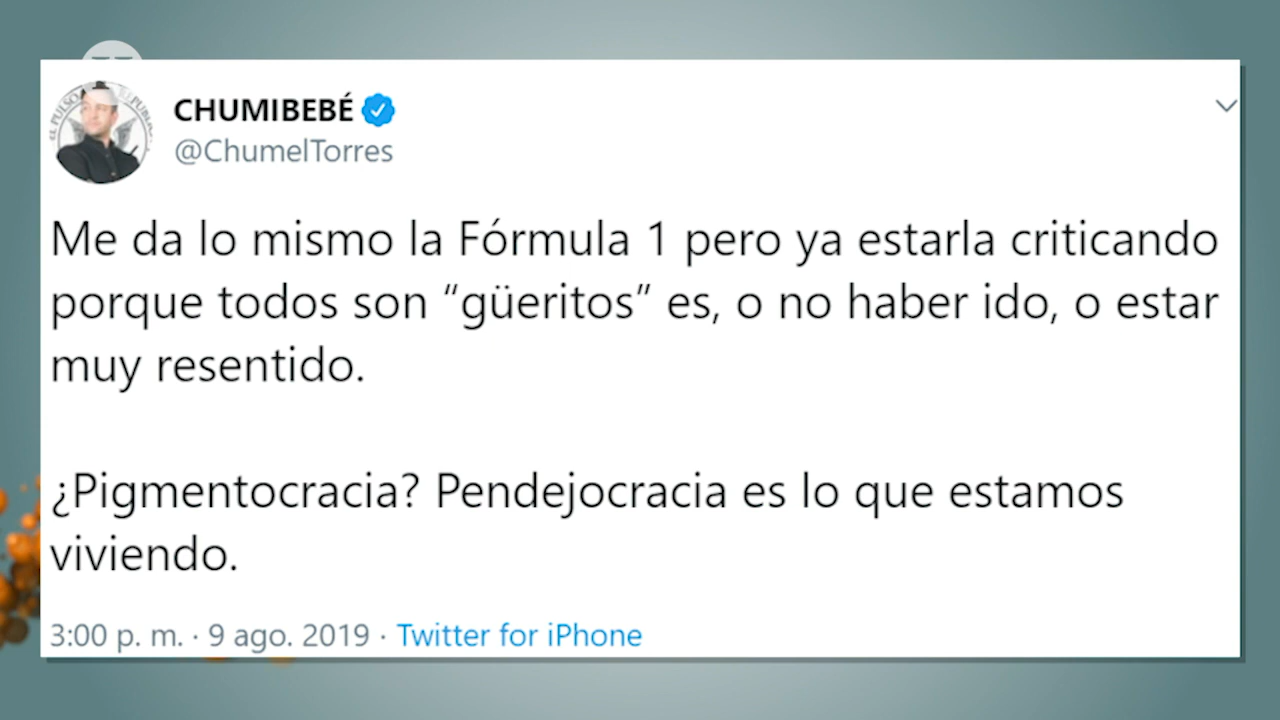 CHUMIBEBÉ
@ChumelTorres
Me da lo mismo la Fórmula 1 pero ya estarla criticando
porque todos son “güeritos” es, o no haber ido, o estar
muy resentido.
¿Pigmentocracia? Pendejocracia es lo que estamos
viviendo.
3:00 p. m. · 9 ago. 2019 · Twitter for iPhone